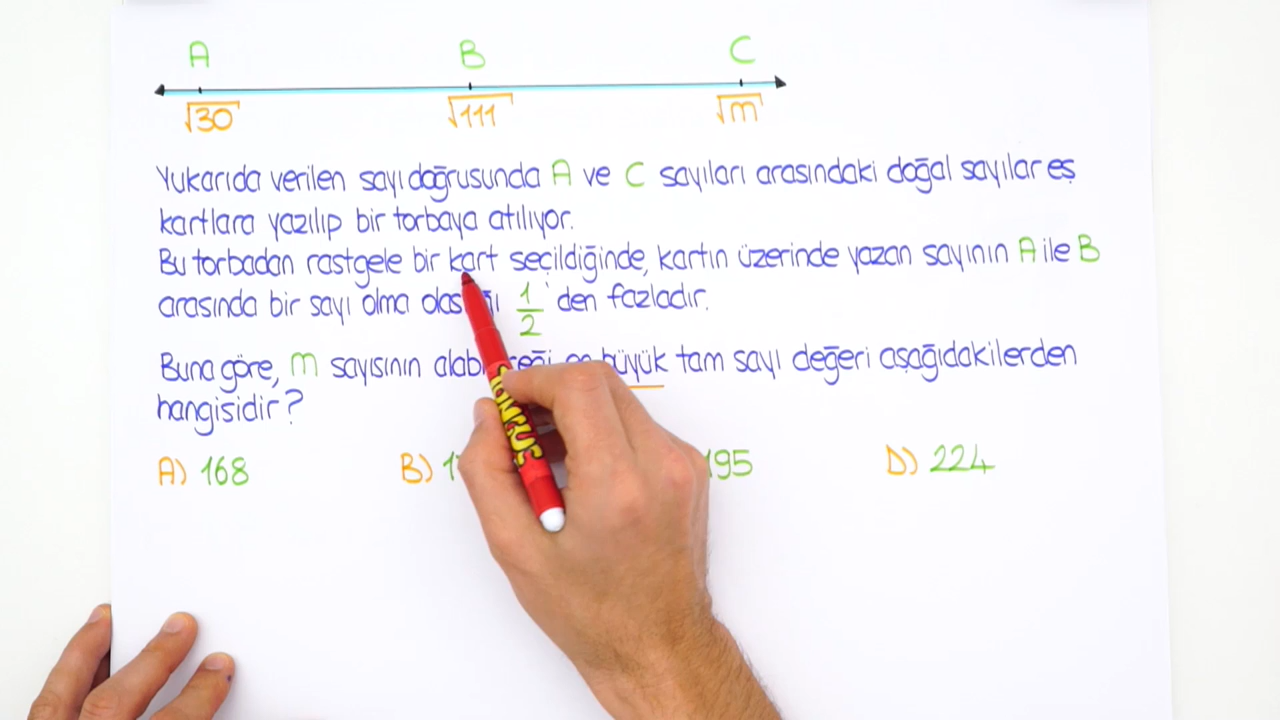 A B C
√30 √111 √m
Yukarıda verilen sayı doğrusunda A ve C sayıları arasındaki doğal sayılar eş
kartlara yazılıp bir torbaya atılıyor.
Bu torbadan rastgele bir kart seçildiğinde, kartın üzerinde yazan sayının A ile B
arasında bir sayı olma 1/2 'den fazladır.
Buna göre, m sayısının büyük tam sayı değeri aşağıdakilerden
hangisidir?
A) 168 B) 195 D) 224